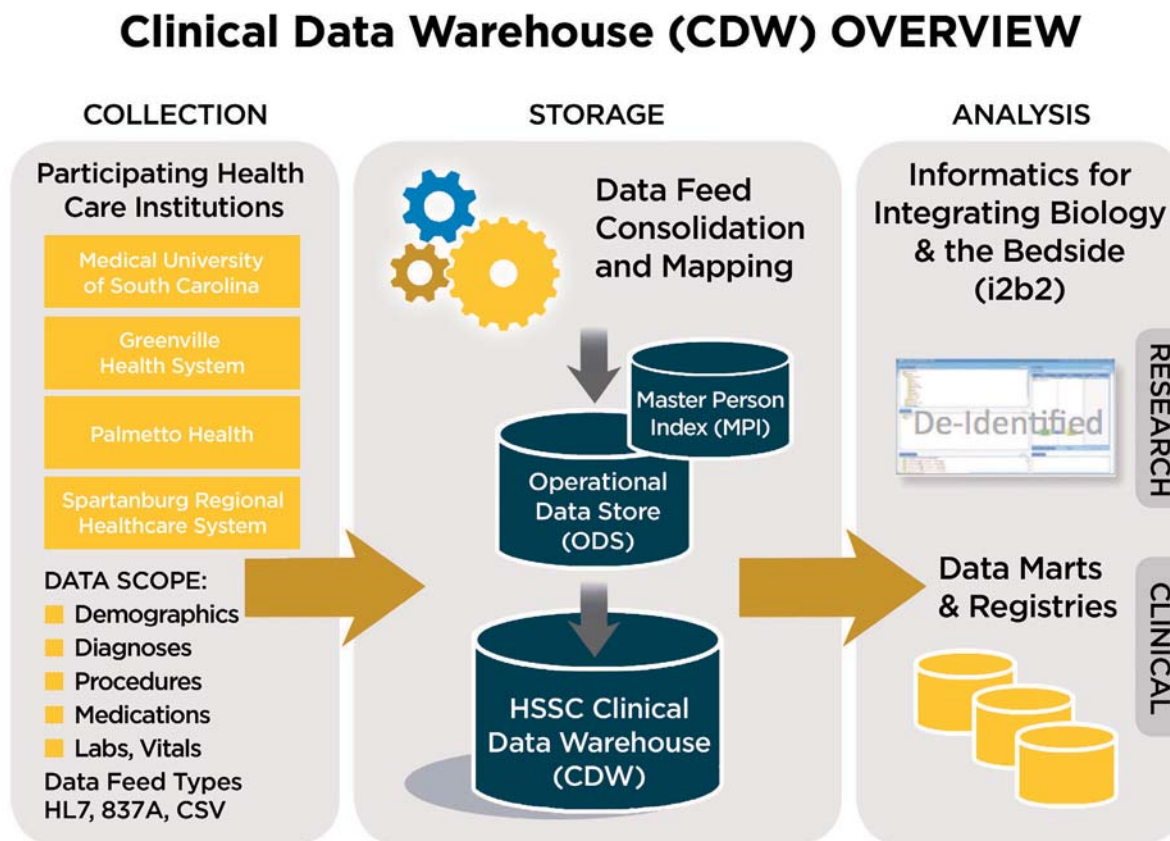 Clinical Data Warehouse (CDW) OVERVIEW
COLLECTION
Participating Health
Care Institutions
Medical University
of South Carolina
Greenville
Health System
Palmetto Health
Spartanburg Regional
Healthcare System
DATA SCOPE:
Demographics
Diagnoses
Procedures
Medications
Labs, Vitals
Data Feed Types
HL7, 837A, CSV
STORAGE
Data Feed
Consolidation
and Mapping
Master Person
Index (MPI)
Operational
Data Store
(ODS)
HSSC Clinical
Data Warehouse
(CDW)
ANALYSIS
Informatics for
Integrating Biology
& the Bedside
(i2b2)
De-Identified
RESEARCH
Data Marts
& Registries
CLINICAL